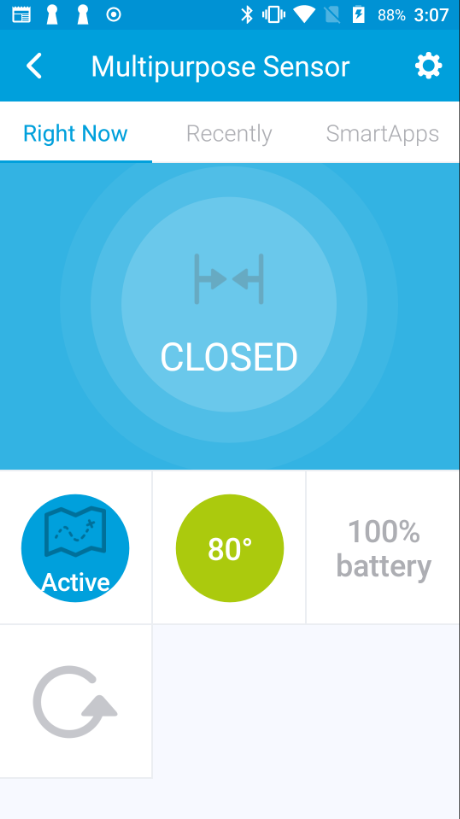 88% 3:07
Multipurpose Sensor
Right Now Recently SmartApps
CLOSED
Active
80°
100%
battery